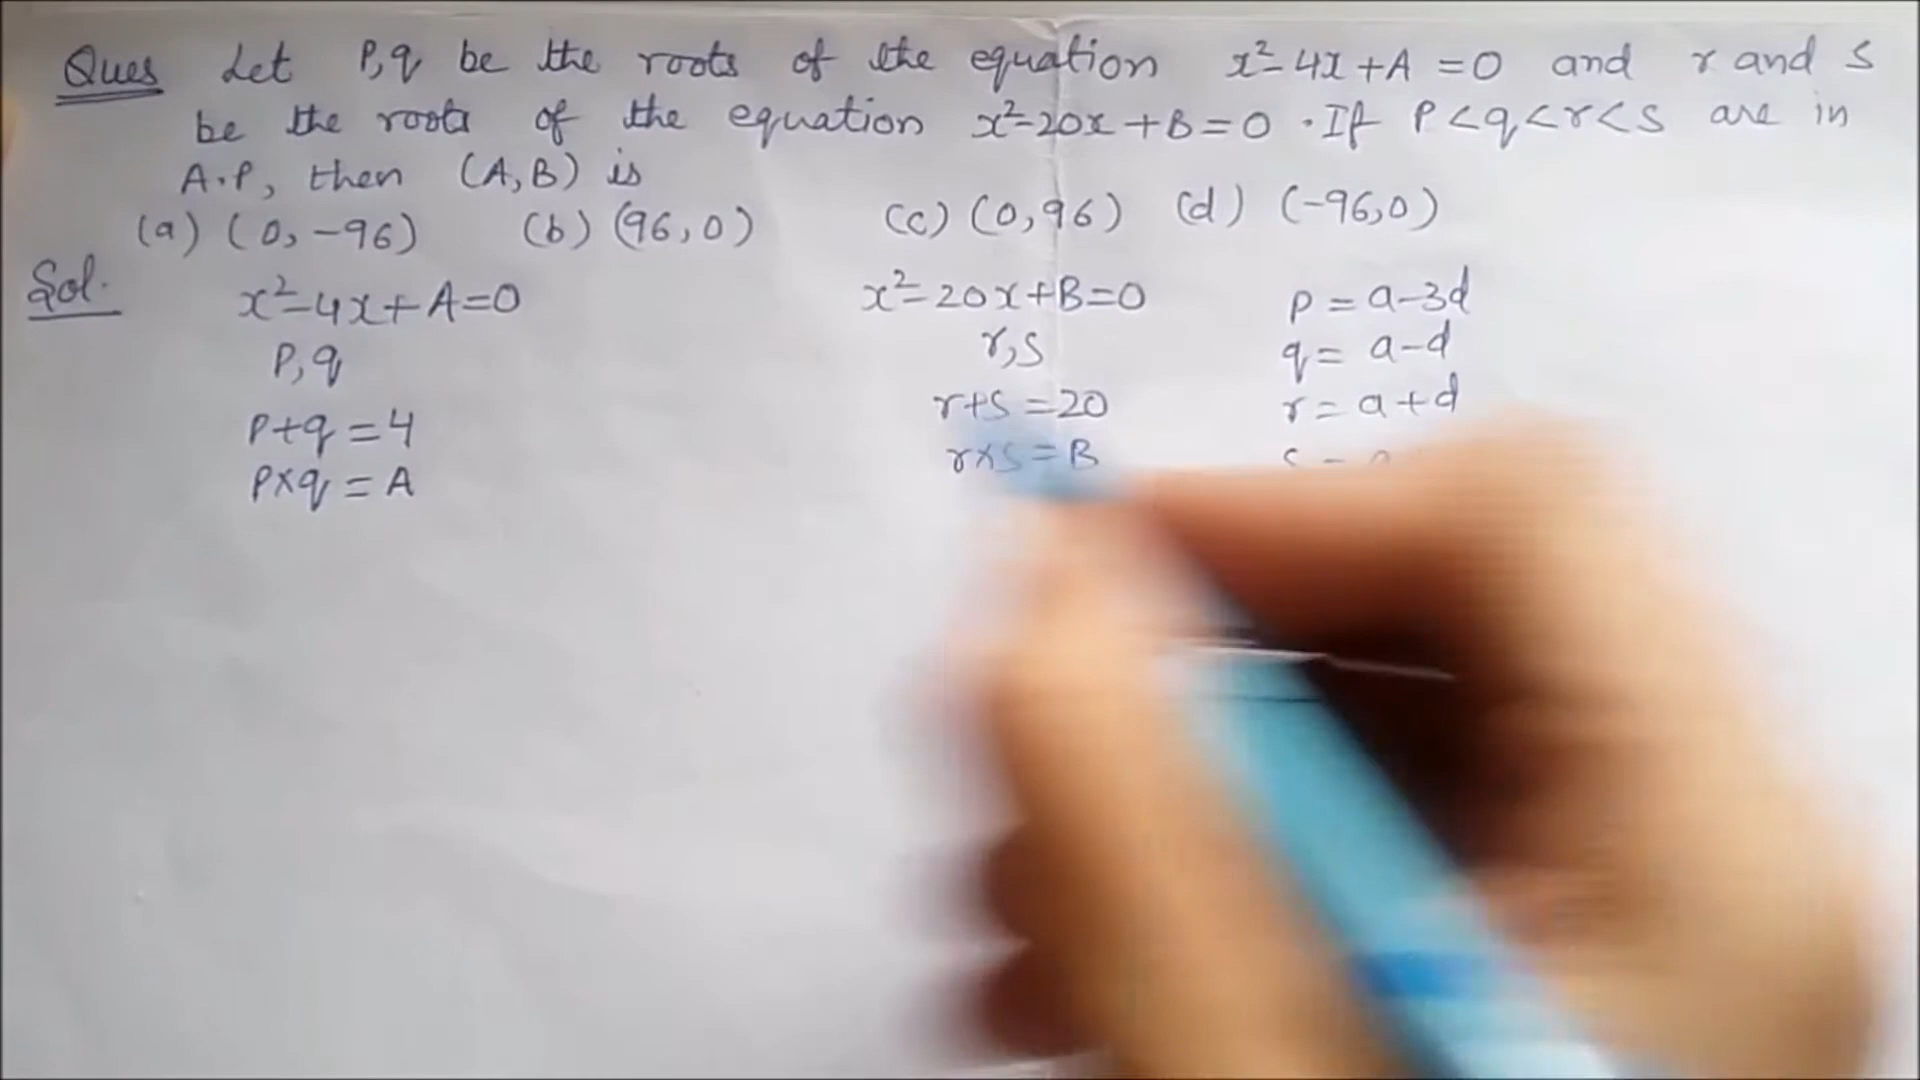 Ques Let P,q be the roots of the equation x²-4x+A=0 and r and s
be the roots of the equation x²-20x+B=0. If P<q<r<s are in
A.P, then (A,B) is
(a) (0,-96) (b) (96,0) (c) (0,96) (d) (-96,0)
Sol. x²-4x+A=0 x²-20x+B=0 p=a-3d
P,q r,s q=a-d
P+q=4 r+s=20 r=a+d
P×q=A r×s=B